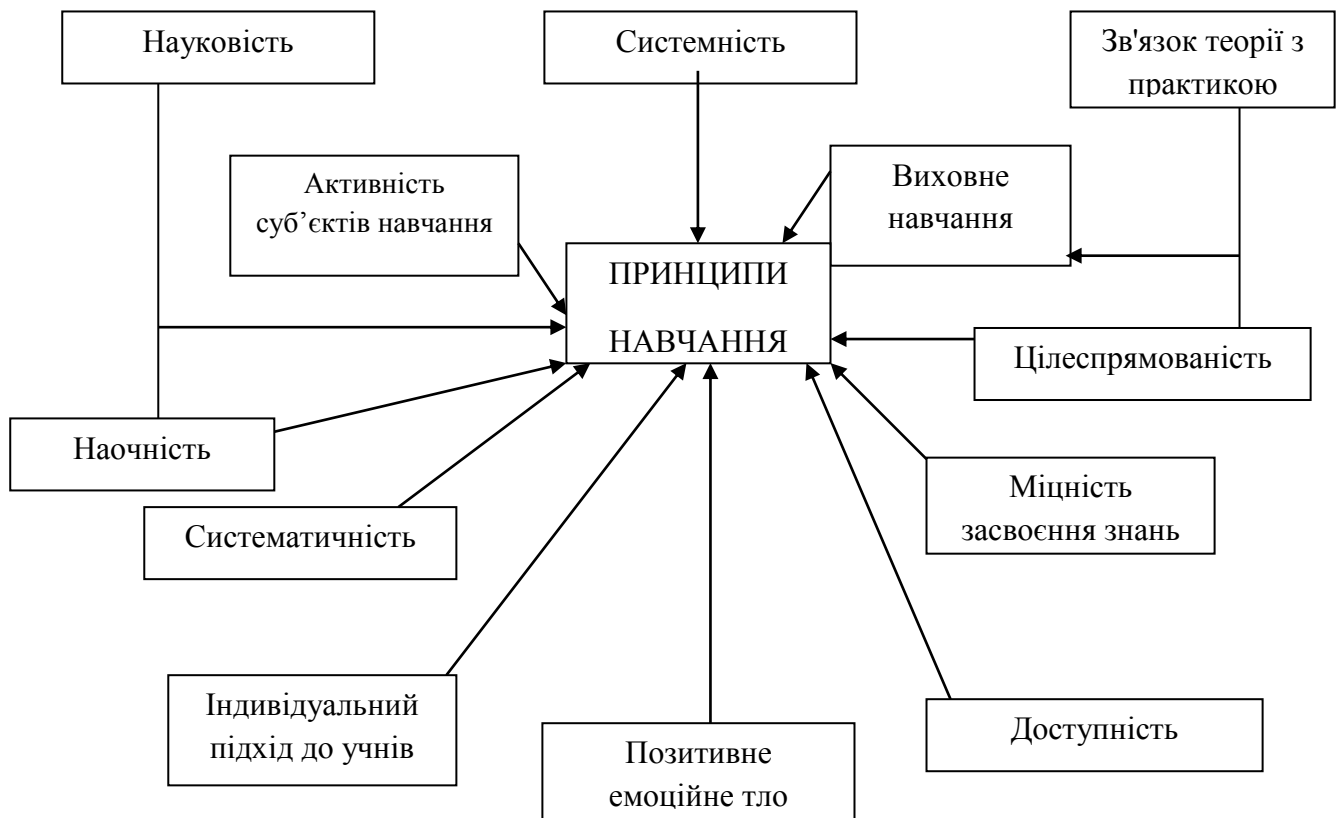 Науковість
Системність
Зв'язок теорії з
практикою
Активність
суб’єктів навчання
Виховне
навчання
ПРИНЦИПИ
НАВЧАННЯ
Цілеспрямованість
Наочність
Систематичність
Міцність
засвоєння знань
Індивідуальний
підхід до учнів
Позитивне
емоційне тло
Доступність